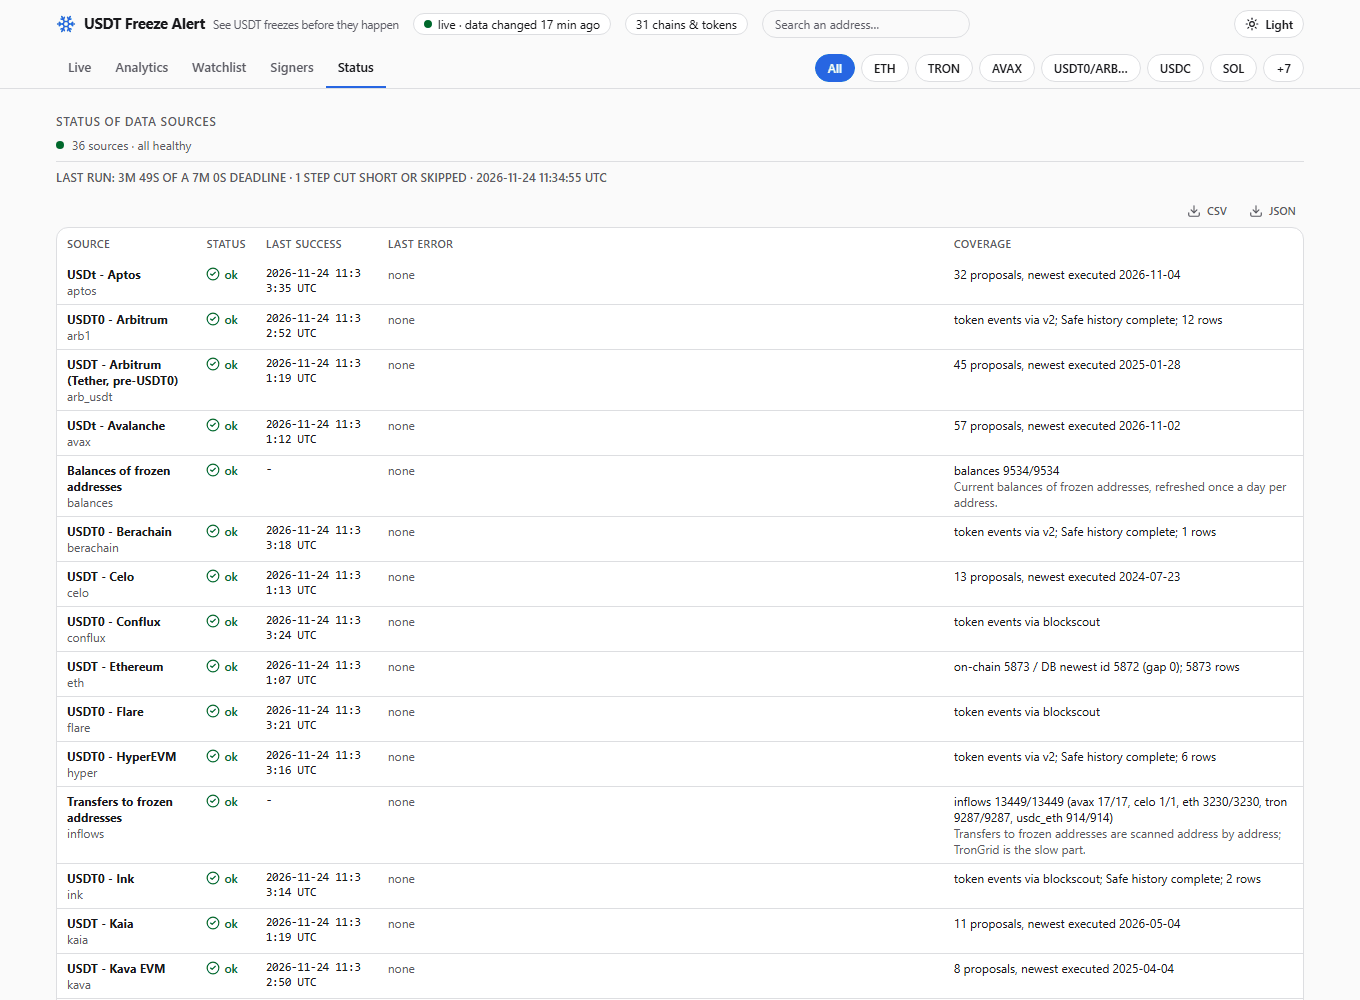 USDT Freeze Alert See USDT freezes before they happen live · data changed 17 min ago 31 chains & tokens Search an address... Light
Live Analytics Watchlist Signers Status All ETH TRON AVAX USDT0/ARB... USDC SOL +7
STATUS OF DATA SOURCES
36 sources · all healthy
LAST RUN: 3M 49S OF A 7M 0S DEADLINE · 1 STEP CUT SHORT OR SKIPPED · 2026-11-24 11:34:55 UTC
CSV JSON
SOURCE STATUS LAST SUCCESS LAST ERROR COVERAGE
USDt - Aptos ok 2026-11-24 11:3 none 32 proposals, newest executed 2026-11-04
aptos 3:35 UTC
USDT0 - Arbitrum ok 2026-11-24 11:3 none token events via v2; Safe history complete; 12 rows
arb1 2:52 UTC
USDT - Arbitrum ok 2026-11-24 11:3 none 45 proposals, newest executed 2025-01-28
(Tether, pre-USDT0) 1:19 UTC
arb_usdt
USDt - Avalanche ok 2026-11-24 11:3 none 57 proposals, newest executed 2026-11-02
avax 1:12 UTC
Balances of frozen ok - none balances 9534/9534
addresses Current balances of frozen addresses, refreshed once a day per
balances address.
USDT0 - Berachain ok 2026-11-24 11:3 none token events via v2; Safe history complete; 1 rows
berachain 3:18 UTC
USDT - Celo ok 2026-11-24 11:3 none 13 proposals, newest executed 2024-07-23
celo 1:13 UTC
USDT0 - Conflux ok 2026-11-24 11:3 none token events via blockscout
conflux 3:24 UTC
USDT - Ethereum ok 2026-11-24 11:3 none on-chain 5873 / DB newest id 5872 (gap 0); 5873 rows
eth 1:07 UTC
USDT0 - Flare ok 2026-11-24 11:3 none token events via blockscout
flare 3:21 UTC
USDT0 - HyperEVM ok 2026-11-24 11:3 none token events via v2; Safe history complete; 6 rows
hyper 3:16 UTC
Transfers to frozen ok - none inflows 13449/13449 (avax 17/17, celo 1/1, eth 3230/3230, tron
addresses 9287/9287, usdc_eth 914/914)
inflows Transfers to frozen addresses are scanned address by address;
TronGrid is the slow part.
USDT0 - Ink ok 2026-11-24 11:3 none token events via blockscout; Safe history complete; 2 rows
ink 3:14 UTC
USDT - Kaia ok 2026-11-24 11:3 none 11 proposals, newest executed 2026-05-04
kaia 1:19 UTC
USDT - Kava EVM ok 2026-11-24 11:3 none 8 proposals, newest executed 2025-04-04
kava 2:50 UTC